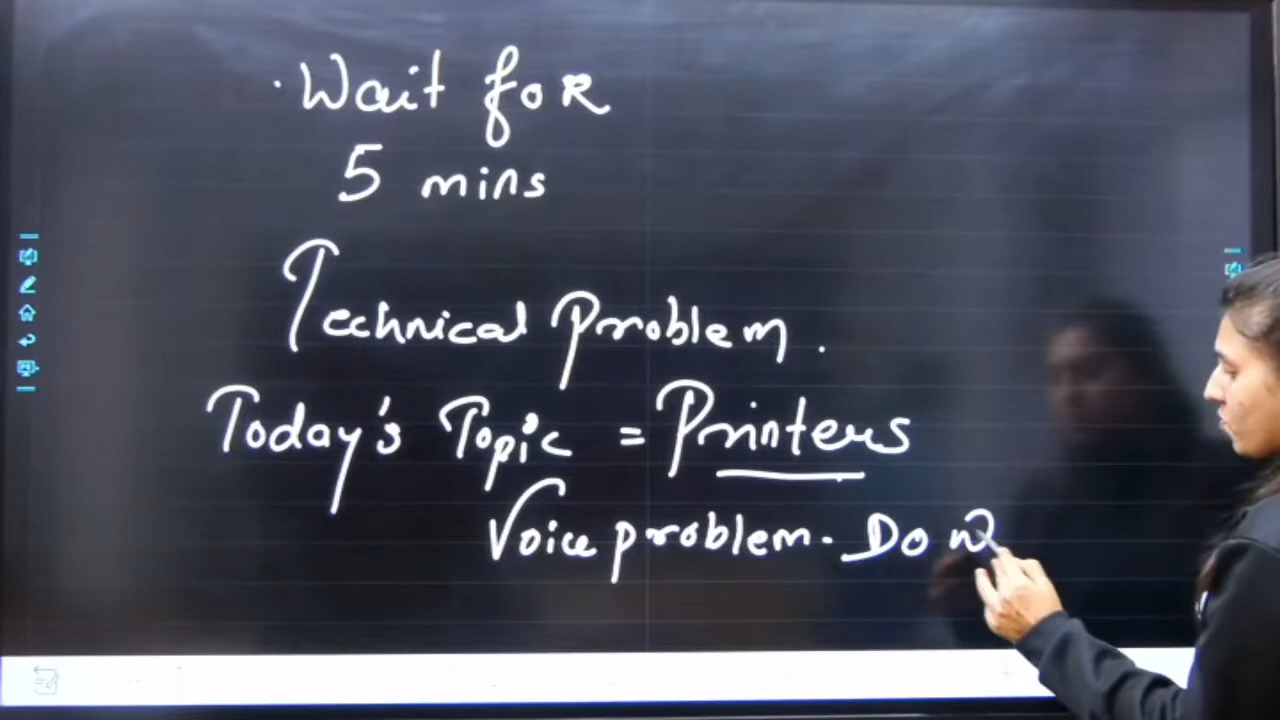 Wait for
5 mins
Technical Problem.
Today's Topic = Printers
Voice problem. Do